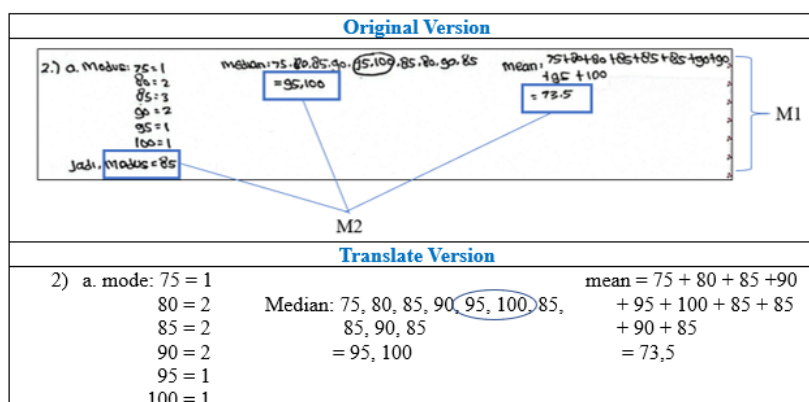 Original Version
2.) a. Modus: 75=1
80=2
85=3
90=2
95=1
100=1
Jadi, modus=85
median: 75.80.85.90.95,100.85.80.90.85
=95,100
mean: 75+80+80+85+85+85+90+90
+95+100
=73.5
M1
M2
Translate Version
2) a. mode: 75 = 1
80 = 2
85 = 2
90 = 2
95 = 1
100 = 1
Median: 75, 80, 85, 90, 95, 100, 85,
85, 90, 85
= 95, 100
mean = 75 + 80 + 85 +90
+ 95 + 100 + 85 + 85
+ 90 + 85
= 73,5